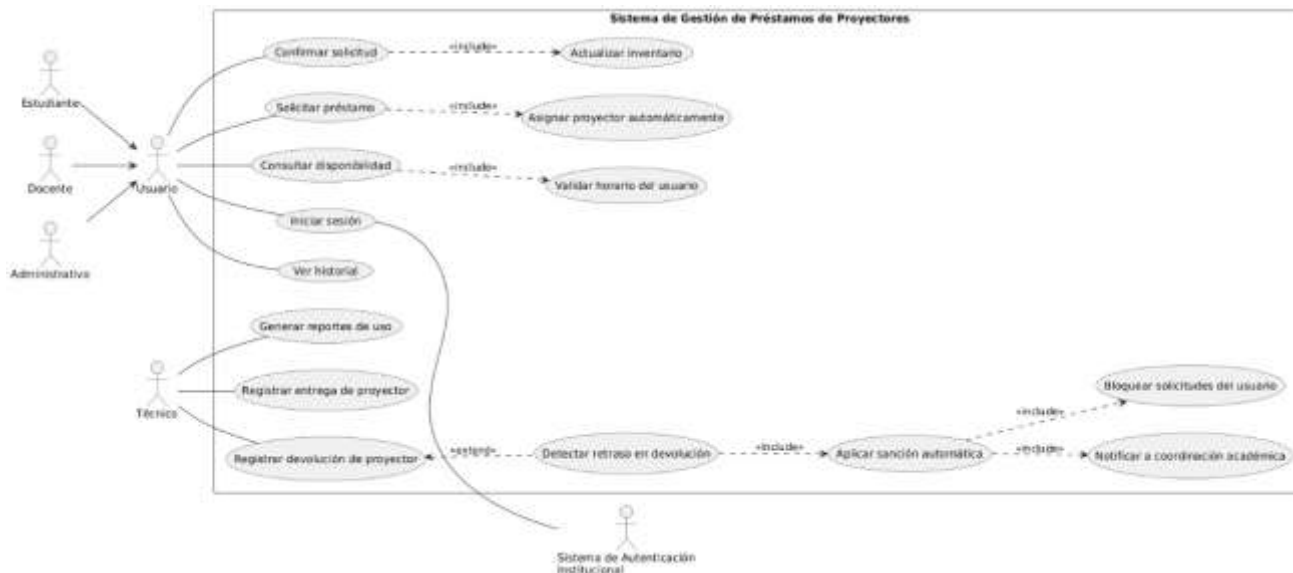 Sistema de Gestión de Préstamos de Proyectores
Confirmar solicitud
«include»
Actualizar inventario
Estudiante
Solicitar préstamo
«include»
Asignar proyector automáticamente
Docente
Usuario
Consultar disponibilidad
«include»
Validar horario del usuario
Iniciar sesión
Administrativo
Ver historial
Generar reportes de uso
Técnico
Registrar entrega de proyector
Bloquear solicitudes del usuario
«include»
Registrar devolución de proyector
«extend»
Detectar retraso en devolución
«include»
Aplicar sanción automática
«include»
Notificar a coordinación académica
Sistema de Autenticación
Institucional